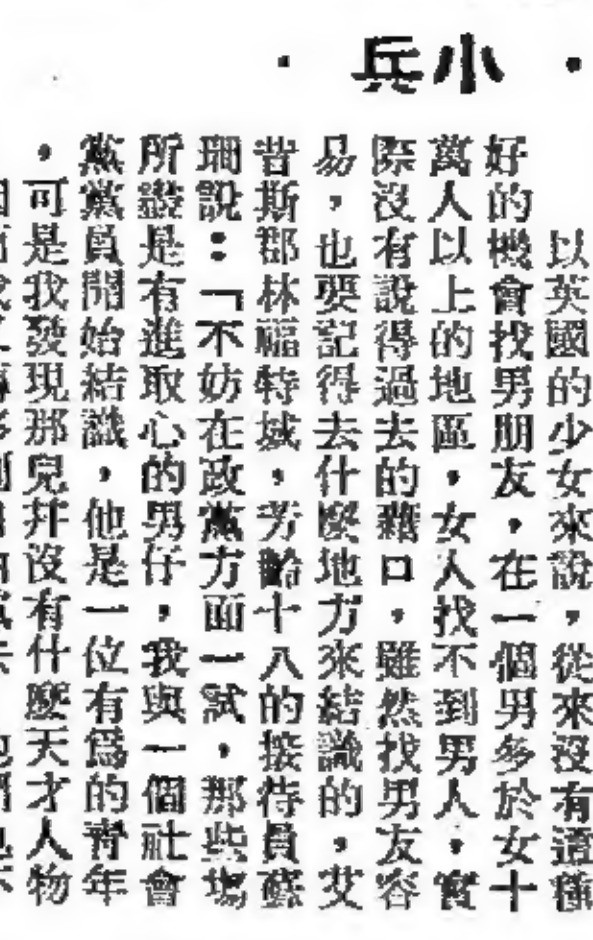 ・小兵・
以英國的少女來說，從來沒有這種
好的機會找男朋友，在一個男多於女十
萬人以上的地區，女人找不到男人，實
際沒有說得過去的藉口，雖然找男友容
易，也要記得去什麼地方來結識的，艾
昔斯郡林福特城，芳齡十八的接待員蘇
珊說：「不妨在政黨方面一試，那些場
所是有進取心的男仔，我與一個社會
黨黨員開始結識，他是一位有爲的青年
，可是我發現那兒幷沒有什麼天才人物